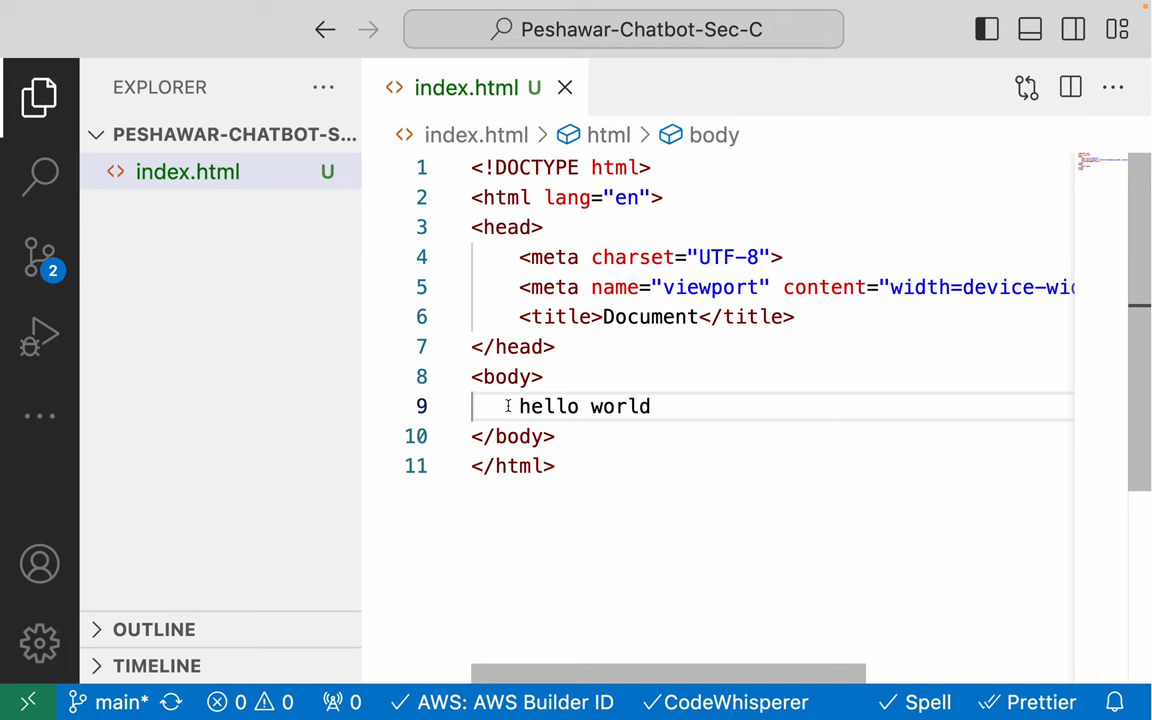 Peshawar-Chatbot-Sec-C
EXPLORER
index.html U
PESHAWAR-CHATBOT-S...
index.html > html > body
index.html U
1 <!DOCTYPE html>
2 <html lang="en">
3 <head>
4 <meta charset="UTF-8">
5 <meta name="viewport" content="width=device-wid
6 <title>Document</title>
7 </head>
8 <body>
9 hello world
10 </body>
11 </html>
2
OUTLINE
TIMELINE
main* 0 0 0 AWS: AWS Builder ID CodeWhisperer Spell Prettier